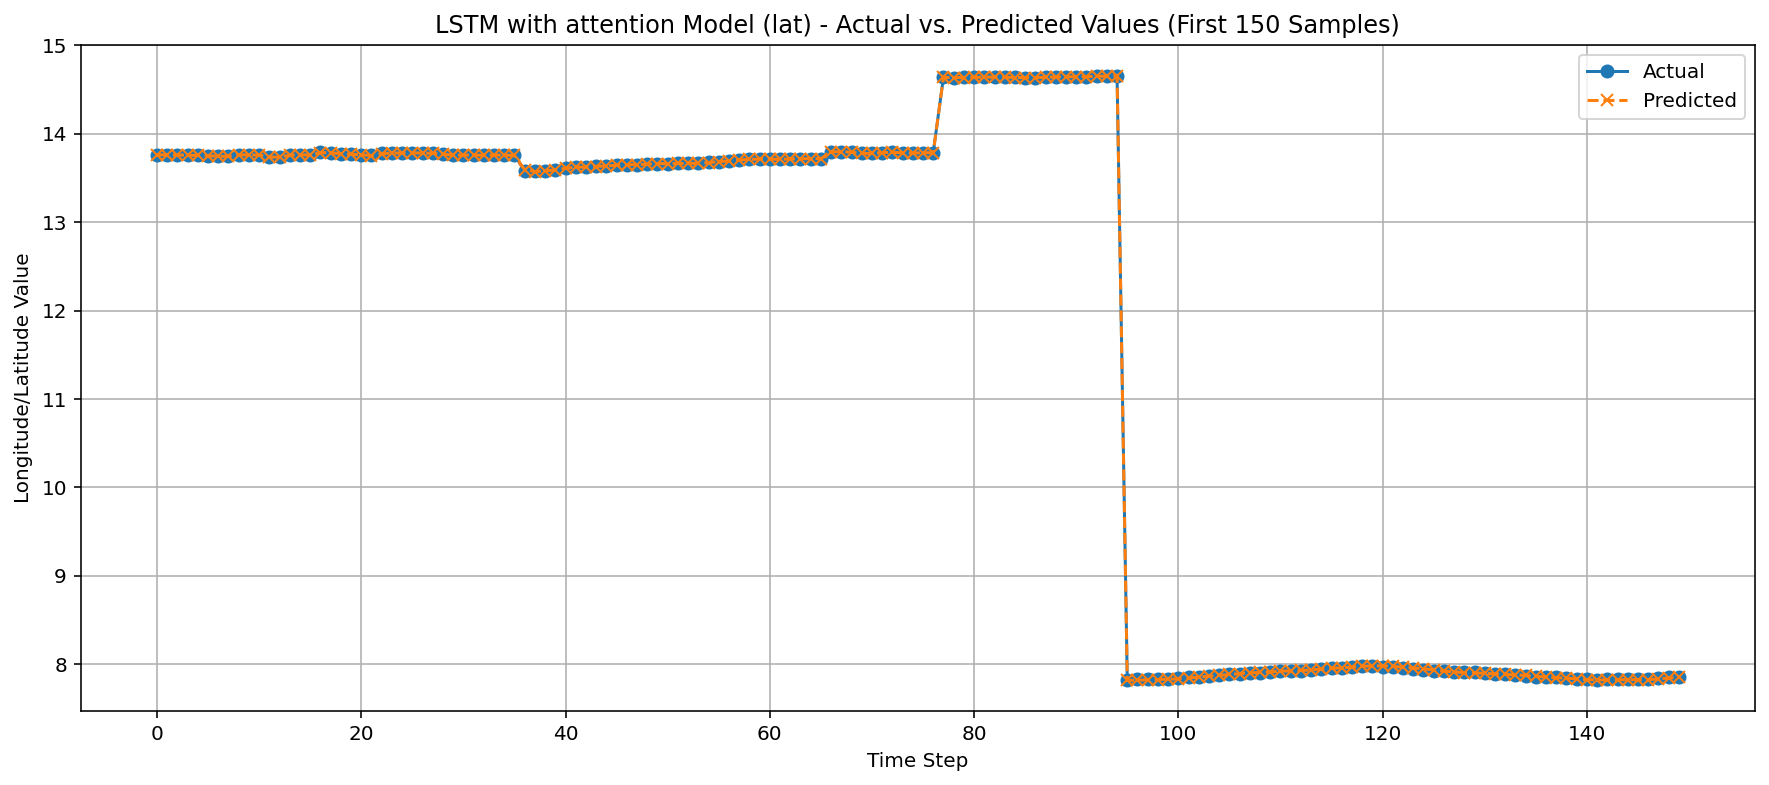 LSTM with attention Model (lat) - Actual vs. Predicted Values (First 150 Samples)
Actual
Predicted
Longitude/Latitude Value
15
14
13
12
11
10
9
8
0 20 40 60 80 100 120 140
Time Step